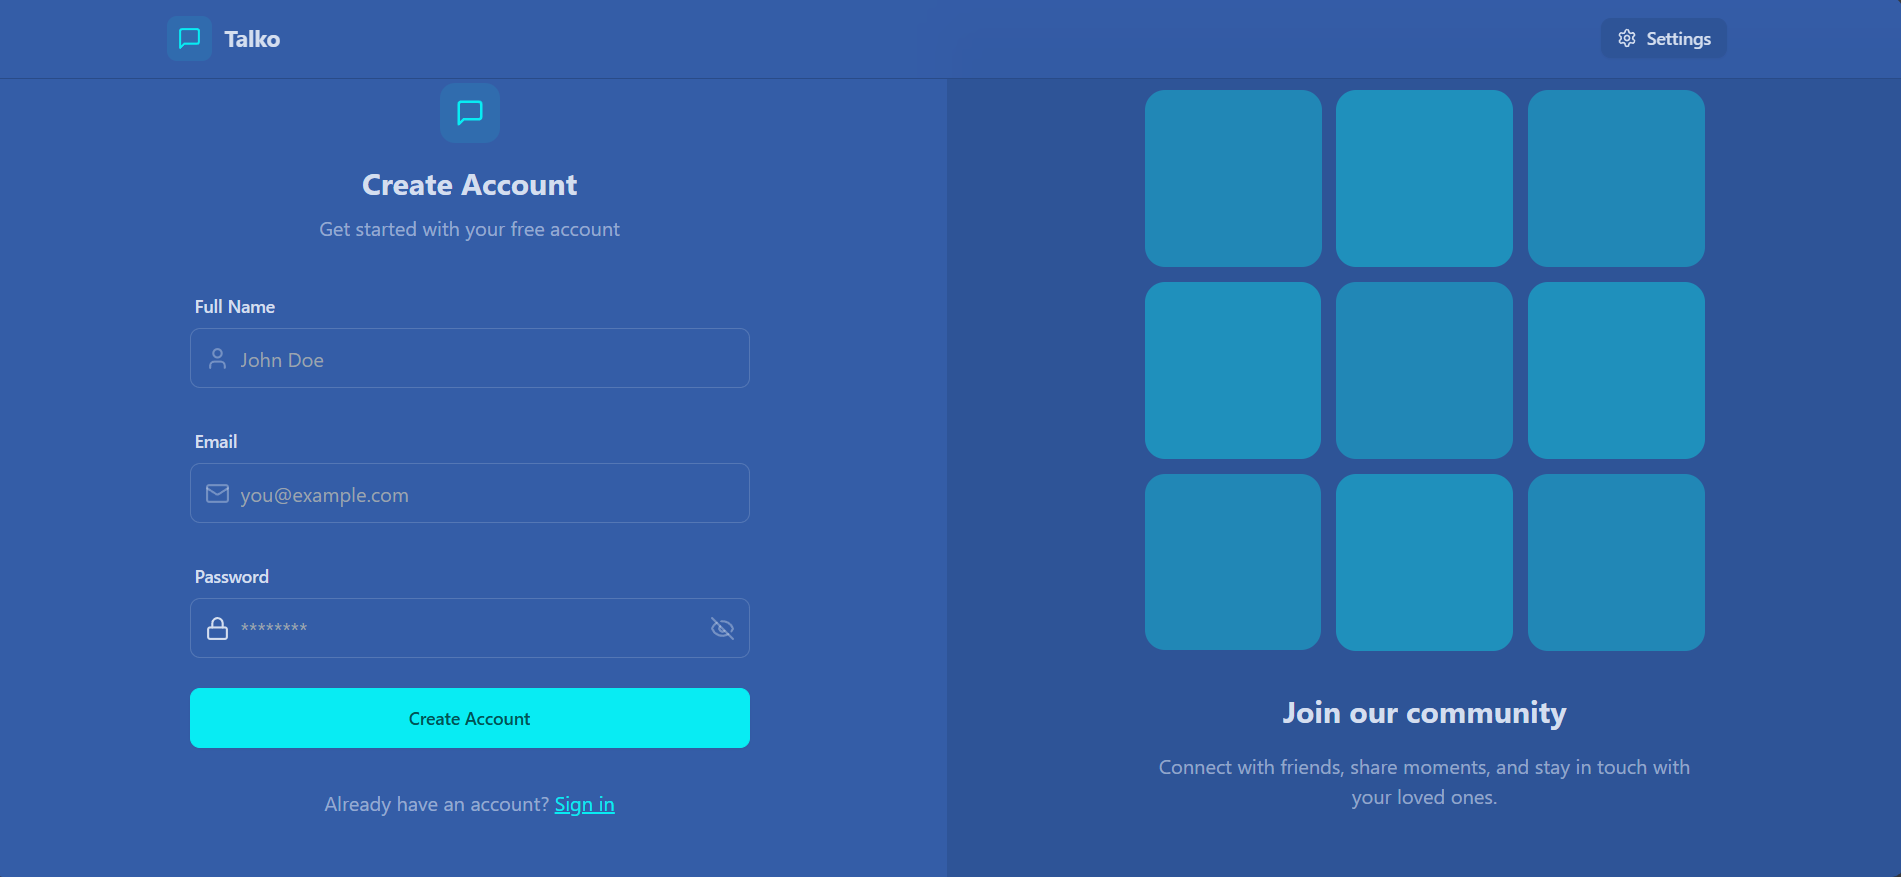 Talko
Settings
Create Account
Get started with your free account
Full Name
John Doe
Email
you@example.com
Password
********
Create Account
Already have an account? Sign in
Join our community
Connect with friends, share moments, and stay in touch with
your loved ones.